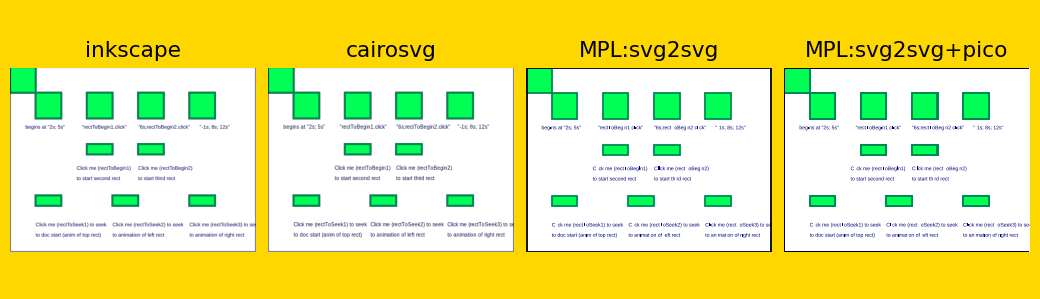 inkscape cairosvg MPL:svg2svg MPL:svg2svg+pico
begins at "2s; 5s" "rectToBegin1.click" "6s;rectToBegin2.click" "-1s; 8s; 12s" begins at "2s; 5s" "rectToBegin1.click" "6s;rectToBegin2.click" "-1s; 8s; 12s" begins at "2s; 5s" "rectToBegin1.click" "6s;rectToBegin2.click" "-1s; 8s; 12s" begins at "2s; 5s" "rectToBegin1.click" "6s;rectToBegin2.click" "-1s; 8s; 12s"
Click me (rectToBegin1) Click me (rectToBegin2) Click me (rectToBegin1) Click me (rectToBegin2) Click me (rectToBegin1) Click me (rectToBegin2) Click me (rectToBegin1) Click me (rectToBegin2)
to start second rect to start third rect to start second rect to start third rect to start second rect to start third rect to start second rect to start third rect
Click me (rectToSeek1) to seek Click me (rectToSeek2) to seek Click me (rectToSeek3) to see Click me (rectToSeek1) to seek Click me (rectToSeek2) to seek Click me (rectToSeek3) to see Click me (rectToSeek1) to seek Click me (rectToSeek2) to seek Click me (rectToSeek3) to see Click me (rectToSeek1) to seek Click me (rectToSeek2) to seek Click me (rectToSeek3) to see
to doc start (anim of top rect) to animation of left rect to animation of right rect to doc start (anim of top rect) to animation of left rect to animation of right rect to doc start (anim of top rect) to animation of left rect to animation of right rect to doc start (anim of top rect) to animation of left rect to animation of right rect